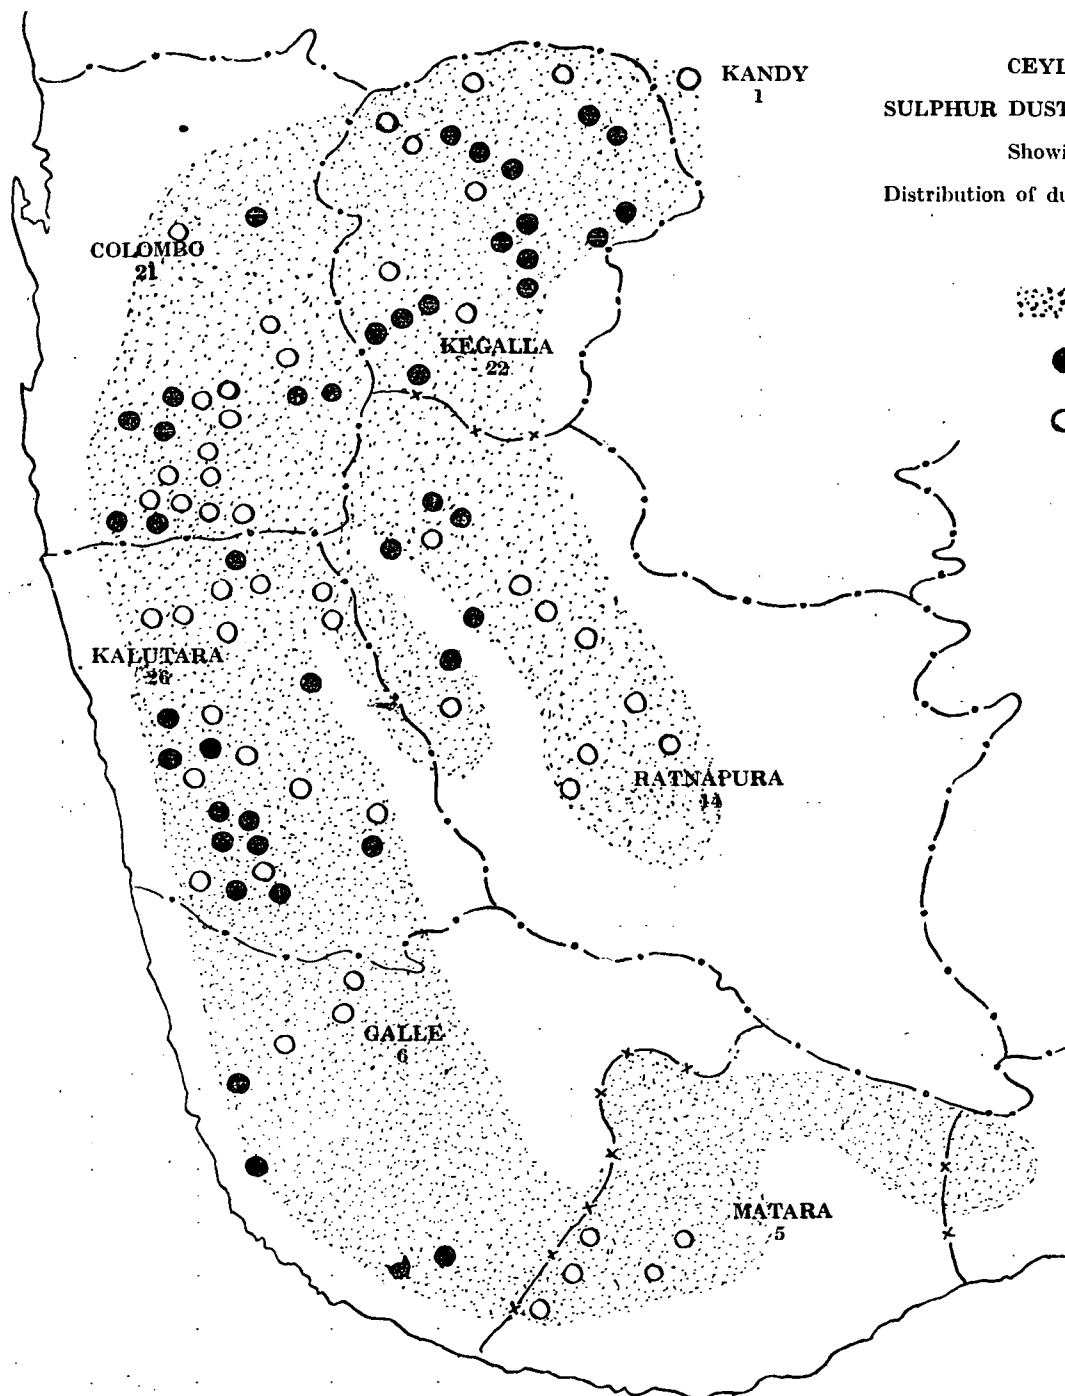 CEYL
SULPHUR DUST
Showi
Distribution of du
KANDY
1
COLOMBO
21
KEGALLA
22
KALUTARA
26
RATNAPURA
14
GALLE
6
MATARA
5